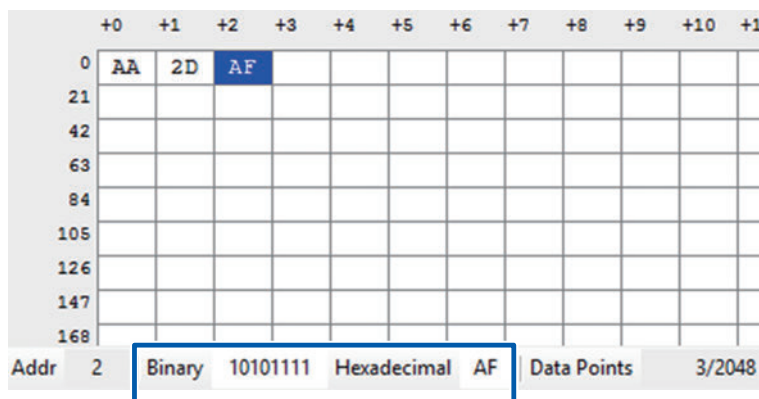 +0 +1 +2 +3 +4 +5 +6 +7 +8 +9 +10 +1
0 AA 2D AF
21
42
63
84
105
126
147
168
Addr 2 Binary 10101111 Hexadecimal AF Data Points 3/2048